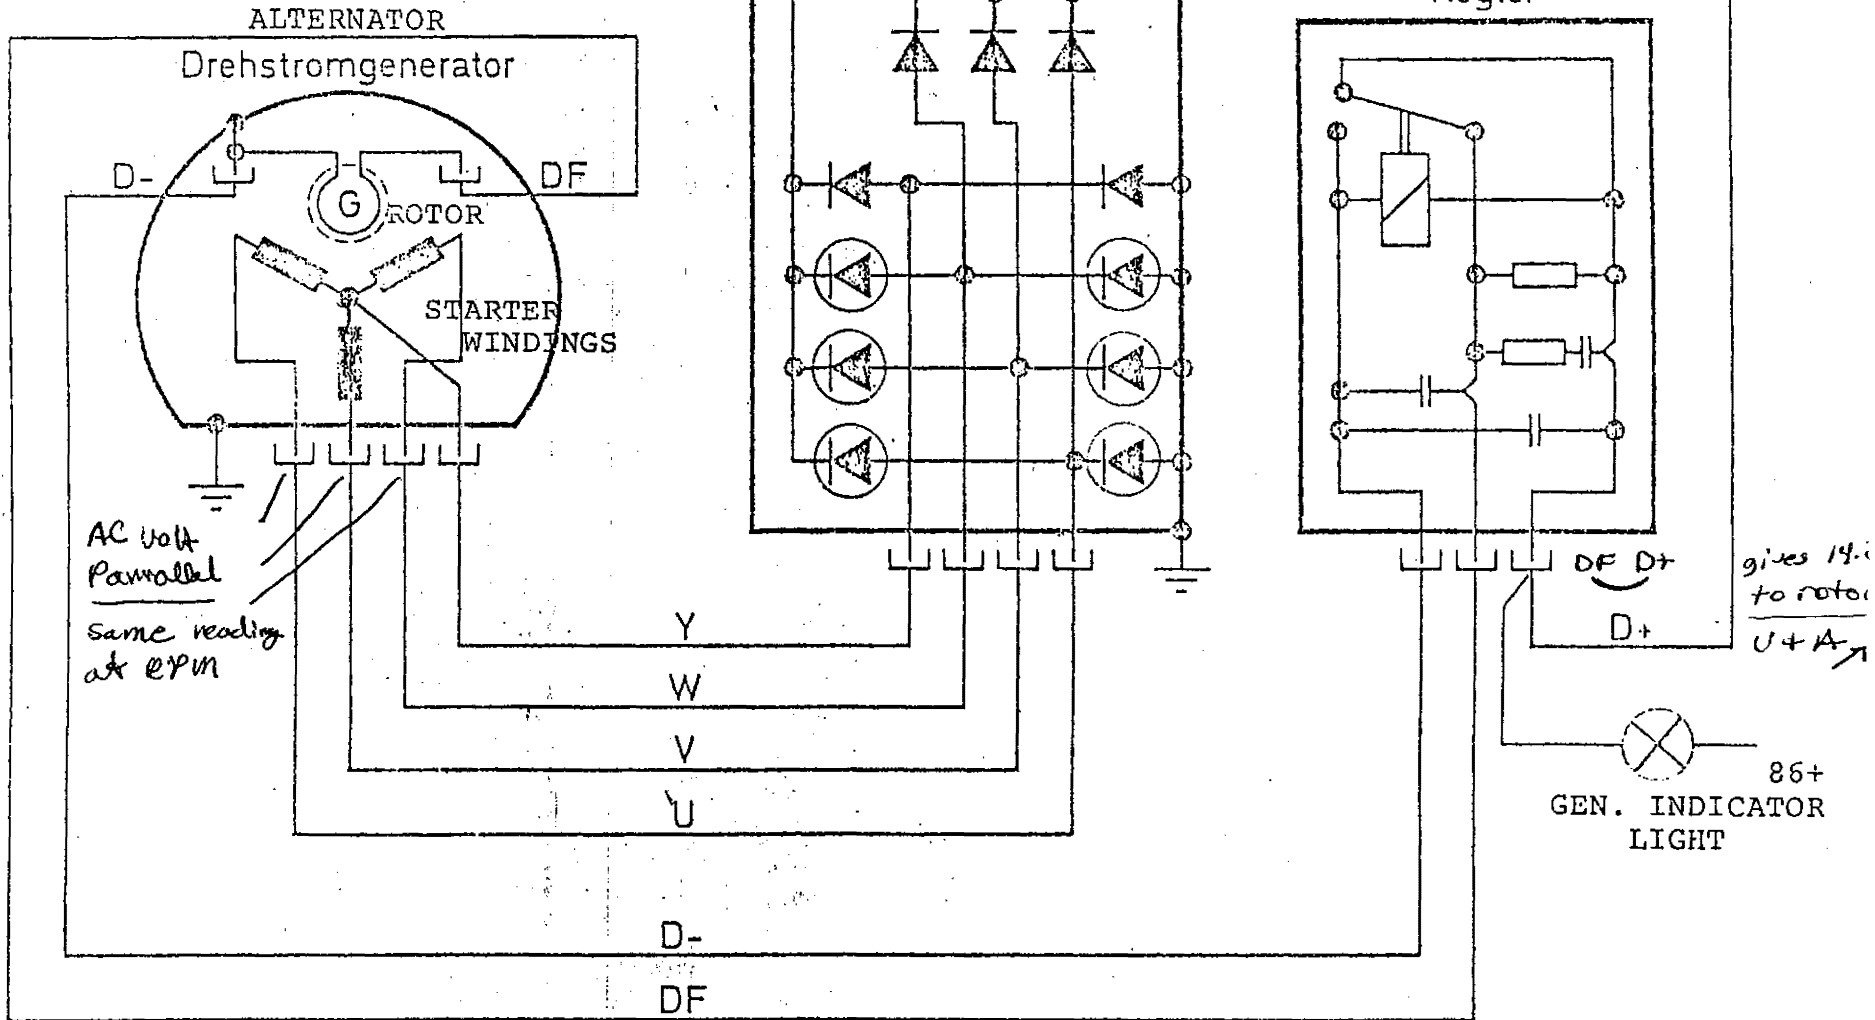 ALTERNATOR
Drehstromgenerator
D-
DF
G
ROTOR
STARTER
WINDINGS
AC volt
same reading
at RPM
Y
W
V
U
D-
DF
DF D+
D+
gives 14.
to rotor
U + A
86+
GEN. INDICATOR
LIGHT